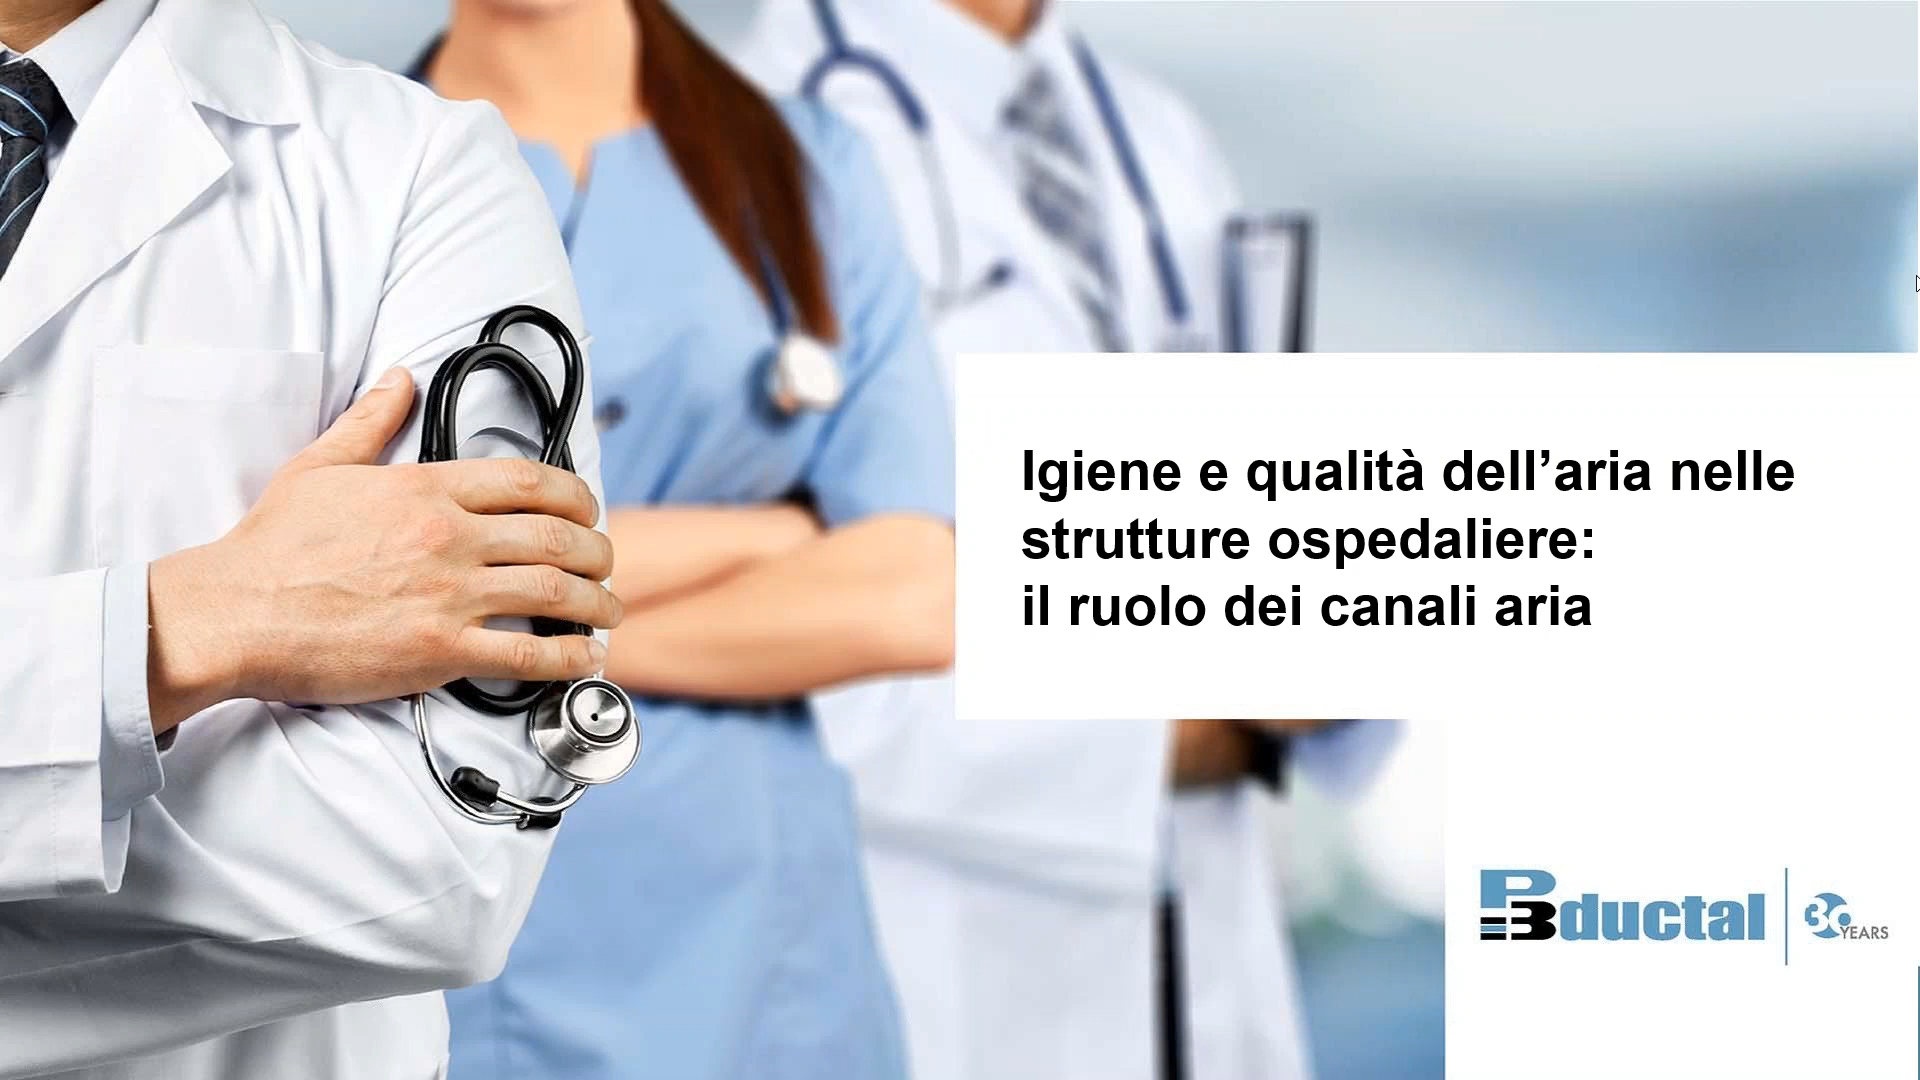 Igiene e qualità dell’aria nelle
strutture ospedaliere:
il ruolo dei canali aria
P3ductal
30 YEARS